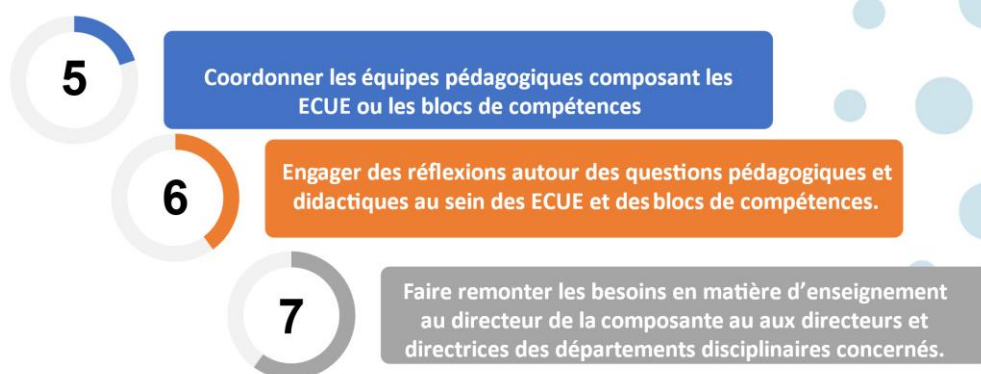 5
Coordonner les équipes pédagogiques composant les
ECUE ou les blocs de compétences
6
Engager des réflexions autour des questions pédagogiques et
didactiques au sein des ECUE et des blocs de compétences.
7
Faire remonter les besoins en matière d’enseignement
au directeur de la composante au aux directeurs et
directrices des départements disciplinaires concernés.